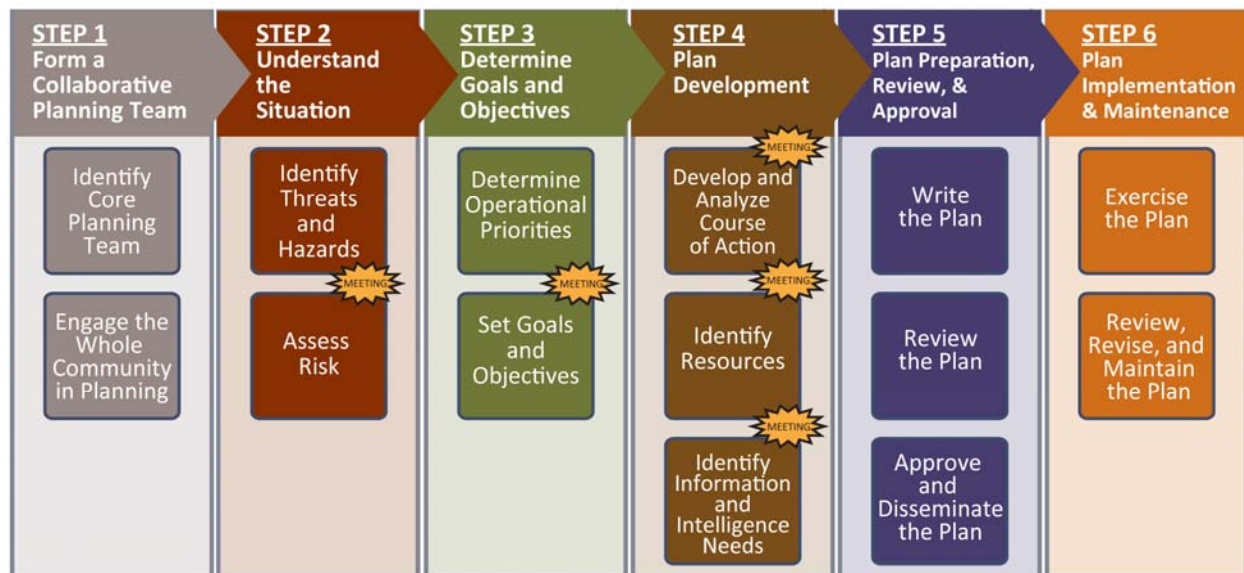 STEP 1
Form a
Collaborative
Planning Team
Identify
Core
Planning
Team
Engage the
Whole
Community
in Planning
STEP 2
Understand
the
Situation
Identify
Threats
and
Hazards
MEETING
Assess
Risk
STEP 3
Determine
Goals and
Objectives
Determine
Operational
Priorities
MEETING
Set Goals
and
Objectives
STEP 4
Plan
Development
MEETING
Develop and
Analyze
Course
of Action
MEETING
Identify
Resources
MEETING
Identify
Information
and
Intelligence
Needs
STEP 5
Plan Preparation,
Review, &
Approval
Write
the Plan
Review
the Plan
Approve
and
Disseminate
the Plan
STEP 6
Plan
Implementation
& Maintenance
Exercise
the Plan
Review,
Revise, and
Maintain
the Plan